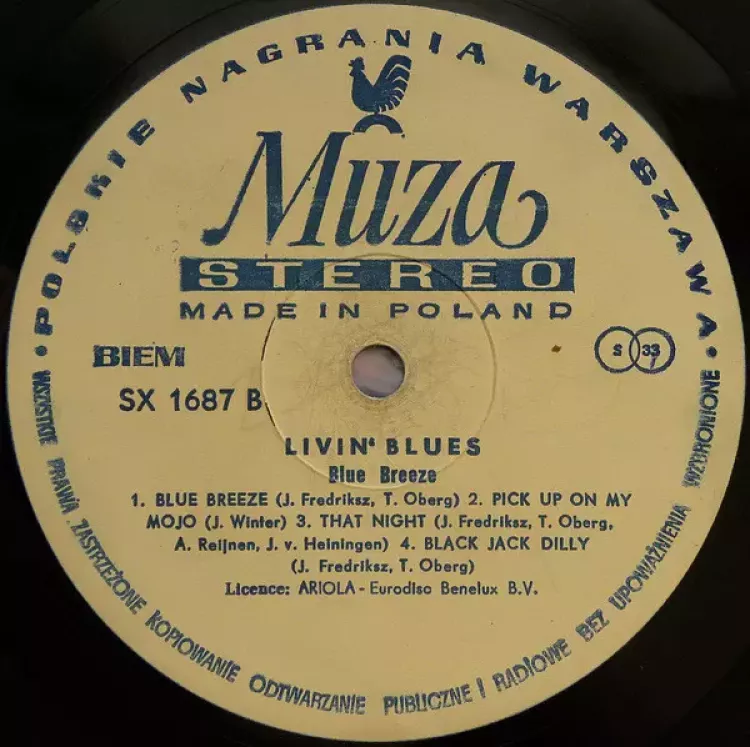 • POLSKIE NAGRANIA WARSZAWA •
Muza
STEREO
MADE IN POLAND
BIEM
S 33
SX 1687 B
LIVIN' BLUES
Blue Breeze
1. BLUE BREEZE (J. Fredriksz, T. Oberg) 2. PICK UP ON MY
MOJO (J. Winter) 3. THAT NIGHT (J. Fredriksz, T. Oberg,
A. Reijnen, J. v. Heiningen) 4. BLACK JACK DILLY
(J. Fredriksz, T. Oberg)
Licence: ARIOLA - Eurodisc Benelux B.V.
WSZYSTKIE PRAWA ZASTRZEŻONE KOPIOWANIE ODTWARZANIE PUBLICZNE I RADIOWE BEZ UPOWAŻNIENIA WZBRONIONE